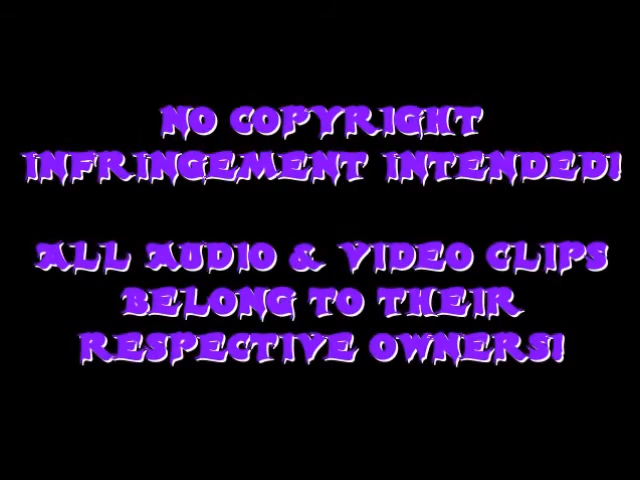 NO COPYRIGHT
INFRINGEMENT INTENDED!
ALL AUDIO & VIDEO CLIPS
BELONG TO THEIR
RESPECTIVE OWNERS!